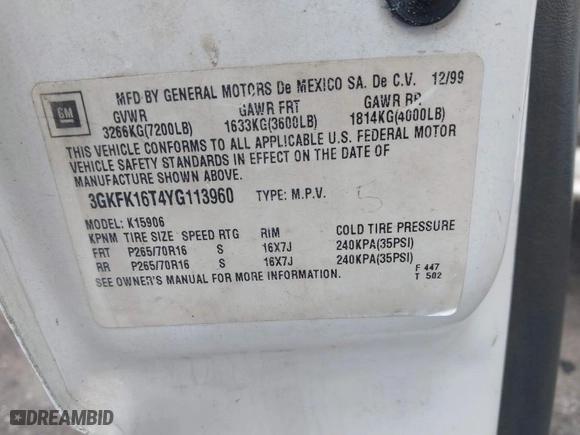 MFD BY GENERAL MOTORS De MEXICO SA. De C.V. 12/99
GM
GVWR GAWR FRT GAWR RR
3266KG(7200LB) 1633KG(3600LB) 1814KG(4000LB)
THIS VEHICLE CONFORMS TO ALL APPLICABLE U.S. FEDERAL MOTOR
VEHICLE SAFETY STANDARDS IN EFFECT ON THE DATE OF
MANUFACTURE SHOWN ABOVE.
3GKFK16T4YG113960 TYPE: M.P.V. 5
MODEL: K15906
KPNM TIRE SIZE SPEED RTG RIM COLD TIRE PRESSURE
FRT P265/70R16 S 16X7J 240KPA(35PSI)
RR P265/70R16 S 16X7J 240KPA(35PSI)
SEE OWNER'S MANUAL FOR MORE INFORMATION.
F 447
T 502
DREAMBID